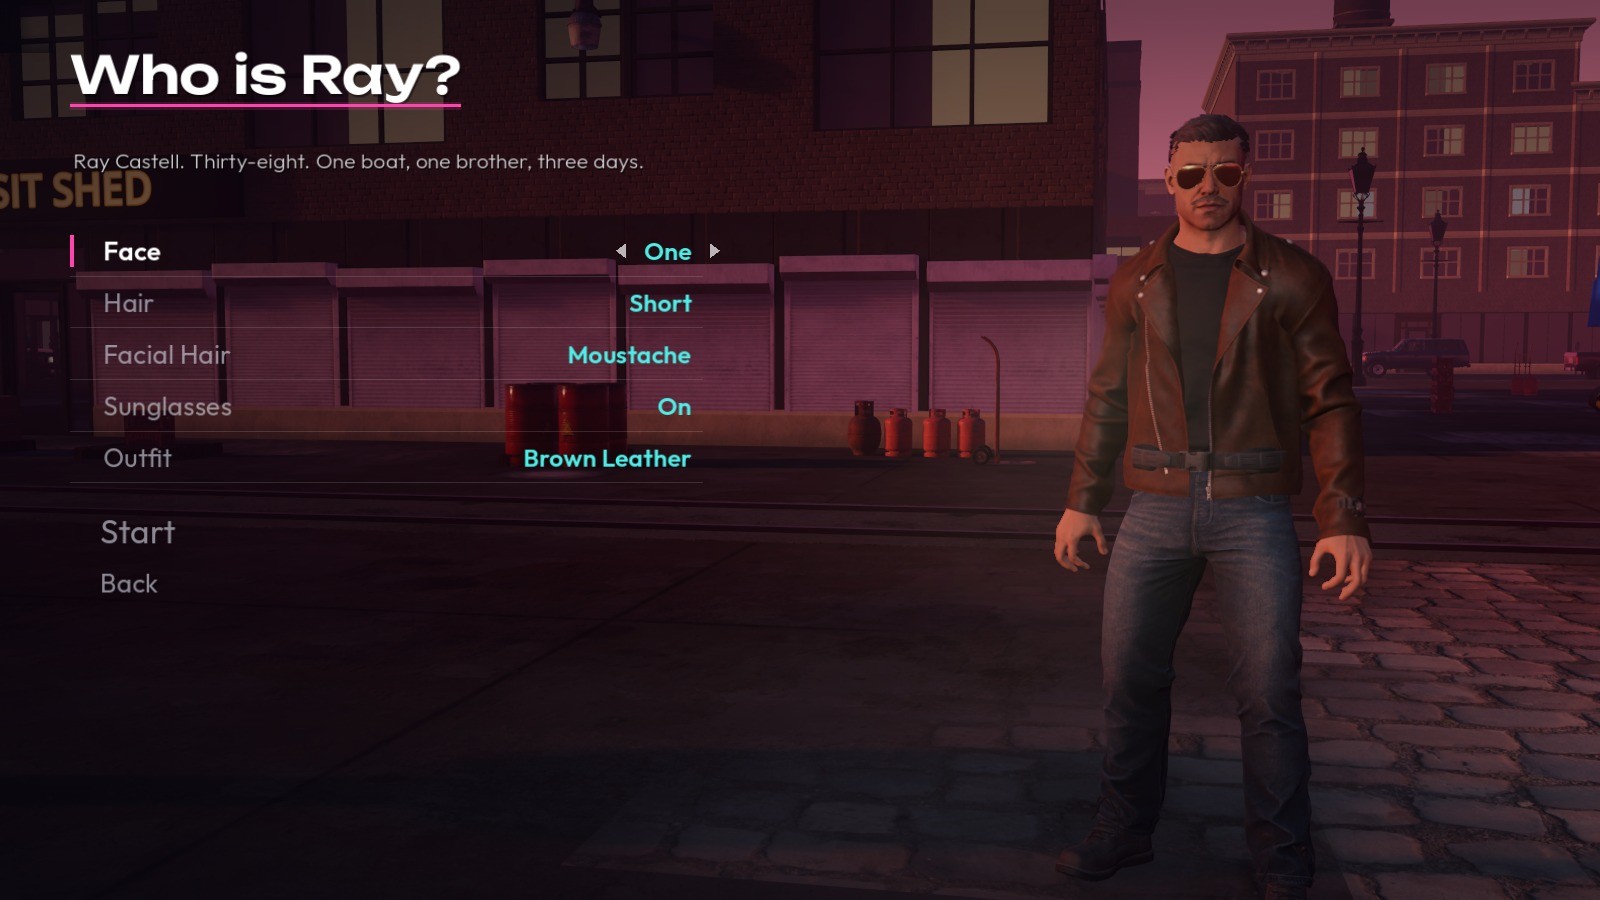 Who is Ray?
Ray Castell. Thirty-eight. One boat, one brother, three days.
SIT SHED
Face One
Hair Short
Facial Hair Moustache
Sunglasses On
Outfit Brown Leather
Start
Back